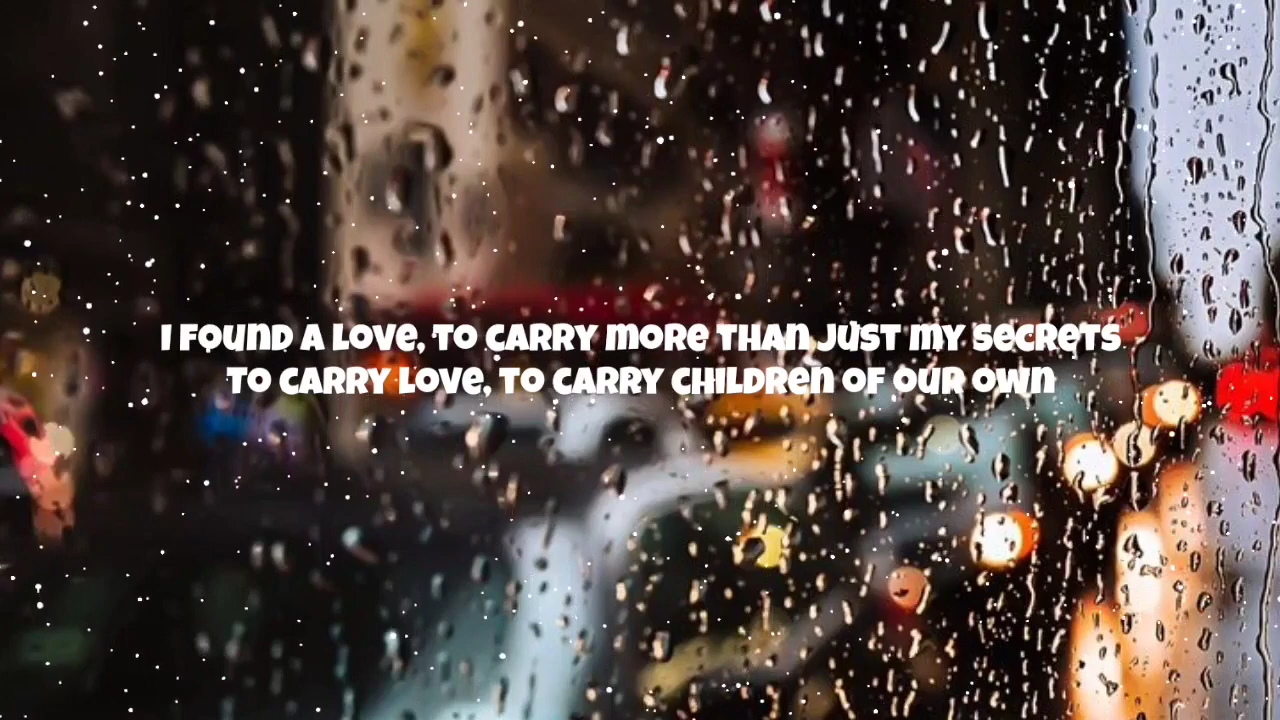 I FOUND A LOVE, TO CARRY MORE THAN JUST MY SECRETS
TO CARRY LOVE, TO CARRY CHILDREN OF OUR OWN